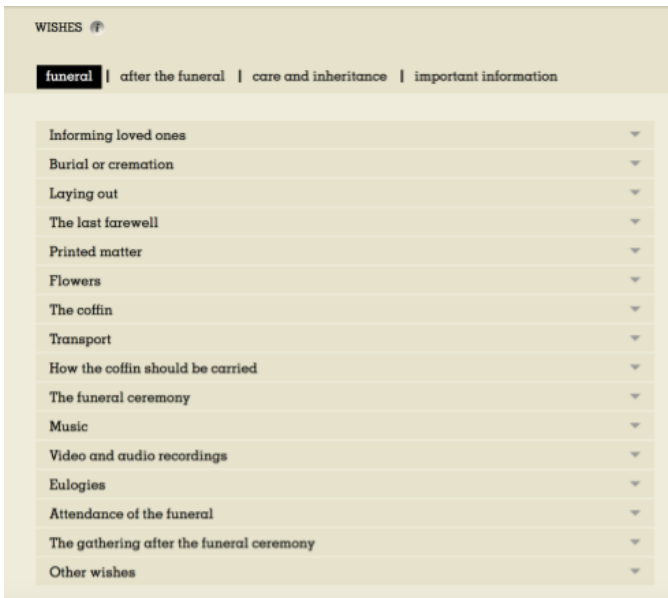 WISHES
funeral | after the funeral | care and inheritance | important information
Informing loved ones
Burial or cremation
Laying out
The last farewell
Printed matter
Flowers
The coffin
Transport
How the coffin should be carried
The funeral ceremony
Music
Video and audio recordings
Eulogies
Attendance of the funeral
The gathering after the funeral ceremony
Other wishes